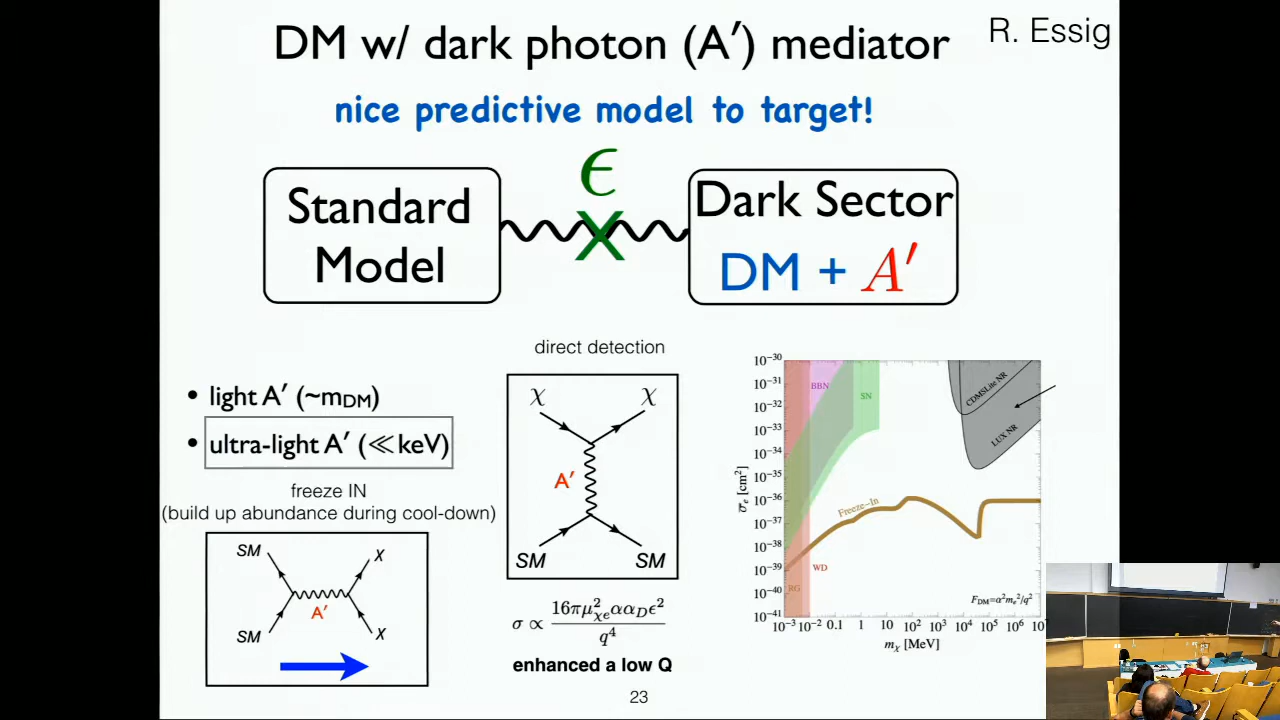 DM w/ dark photon (A′) mediator
R. Essig
nice predictive model to target!
ϵ
X
Standard
Model
Dark Sector
DM + A′
• light A′ (~mDM)
• ultra-light A′ (≪keV)
freeze IN
(build up abundance during cool-down)
SM
χ
A′
SM
χ
direct detection
χ χ
A′
SM SM
σ ∝ 16πμ²χe ααDϵ² / q⁴
enhanced a low Q
10⁻³⁰
10⁻³¹
10⁻³²
10⁻³³
10⁻³⁴
10⁻³⁵
10⁻³⁶
10⁻³⁷
10⁻³⁸
10⁻³⁹
10⁻⁴⁰
10⁻⁴¹
σ̅e [cm²]
BBN
SN
CDMSLite NR
LUX NR
Freeze-In
WD
RG
FDM=α²me²/q²
10⁻³ 10⁻² 0.1 1 10 10² 10³ 10⁴ 10⁵ 10⁶
mχ [MeV]
23